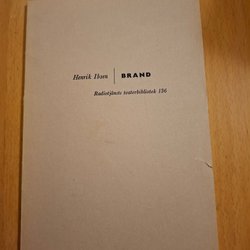 Henrik Ibsen | BRAND
Radiotjänsts teaterbibliotek 136